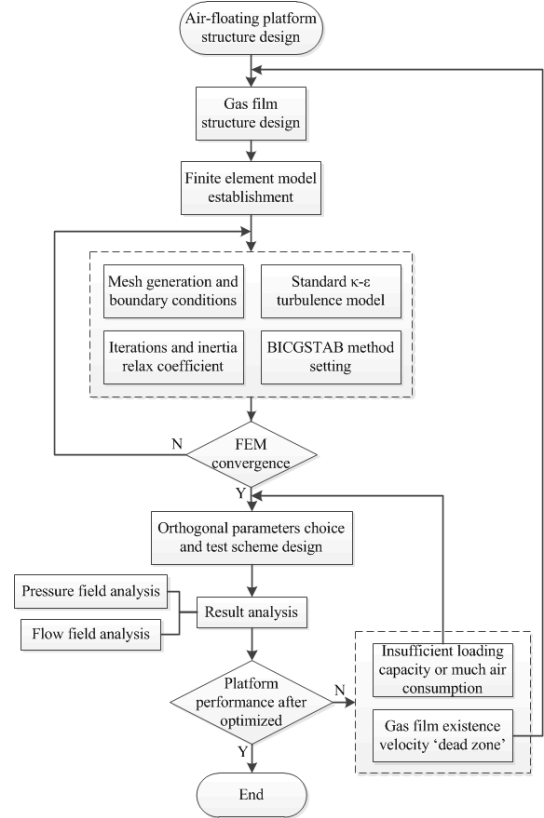 Air-floating platform
structure design
Gas film
structure design
Finite element model
establishment
Mesh generation and
boundary conditions
Standard κ-ε
turbulence model
Iterations and inertia
relax coefficient
BICGSTAB method
setting
N
FEM
convergence
Y
Orthogonal parameters choice
and test scheme design
Pressure field analysis
Flow field analysis
Result analysis
Platform
performance after
optimized
N
Insufficient loading
capacity or much air
consumption
Gas film existence
velocity ‘dead zone’
Y
End